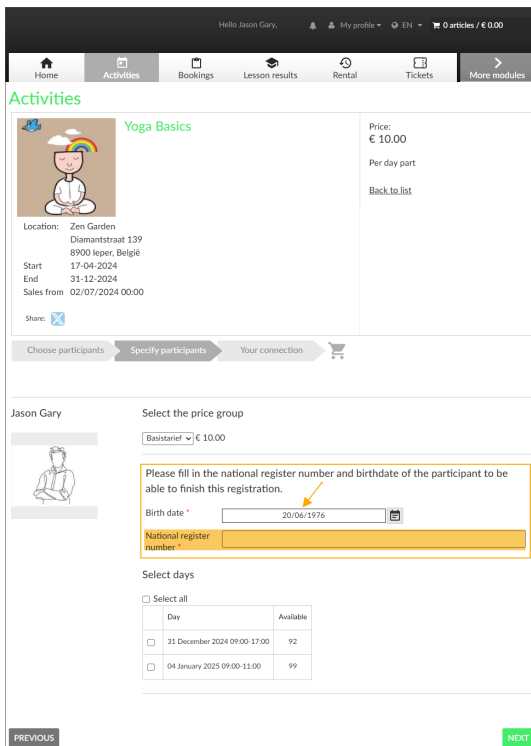 Hello Jason Gary,
My profile
EN
0 articles / € 0.00
Home
Activities
Bookings
Lesson results
Rental
Tickets
More modules
Activities
Yoga Basics
Price:
€ 10.00
Per day part
Back to list
Location: Zen Garden
Diamantstraat 139
8900 Ieper, België
Start 17-04-2024
End 31-12-2024
Sales from 02/07/2024 00:00
Share:
Choose participants
Specify participants
Your connection
Jason Gary
Select the price group
Basistarief € 10.00
Please fill in the national register number and birthdate of the participant to be
able to finish this registration.
Birth date * 20/06/1976
National register
number *
Select days
Select all
Day Available
31 December 2024 09:00-17:00 92
04 January 2025 09:00-11:00 99
PREVIOUS
NEXT